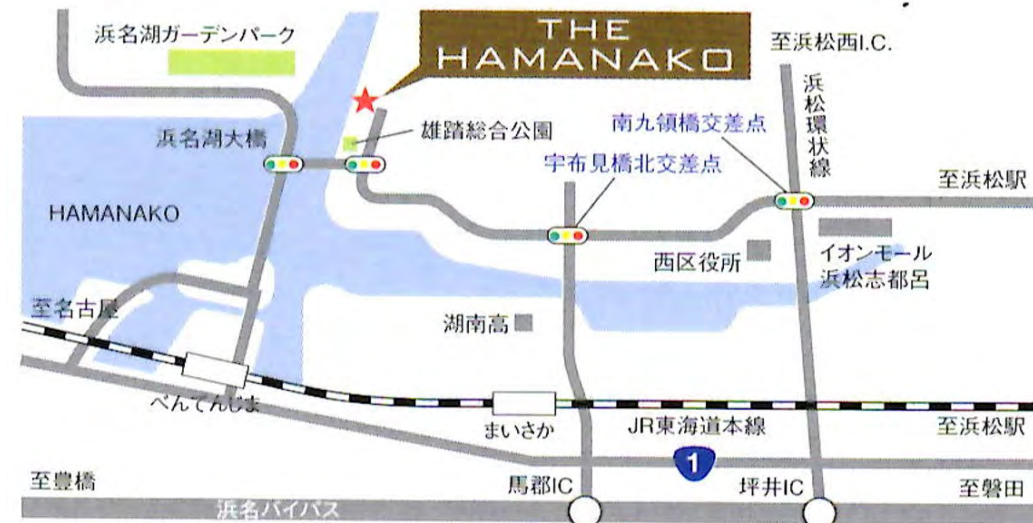 THE
HAMANAKO
浜名湖ガーデンパーク
至浜松西I.C.
浜松環状線
雄踏総合公園
南九領橋交差点
浜名湖大橋
宇布見橋北交差点
至浜松駅
HAMANAKO
西区役所
イオンモール
浜松志都呂
至名古屋
湖南高
べんてんじま
まいさか
JR東海道本線
至浜松駅
1
至豊橋
馬郡IC
坪井IC
至磐田
浜名バイパス